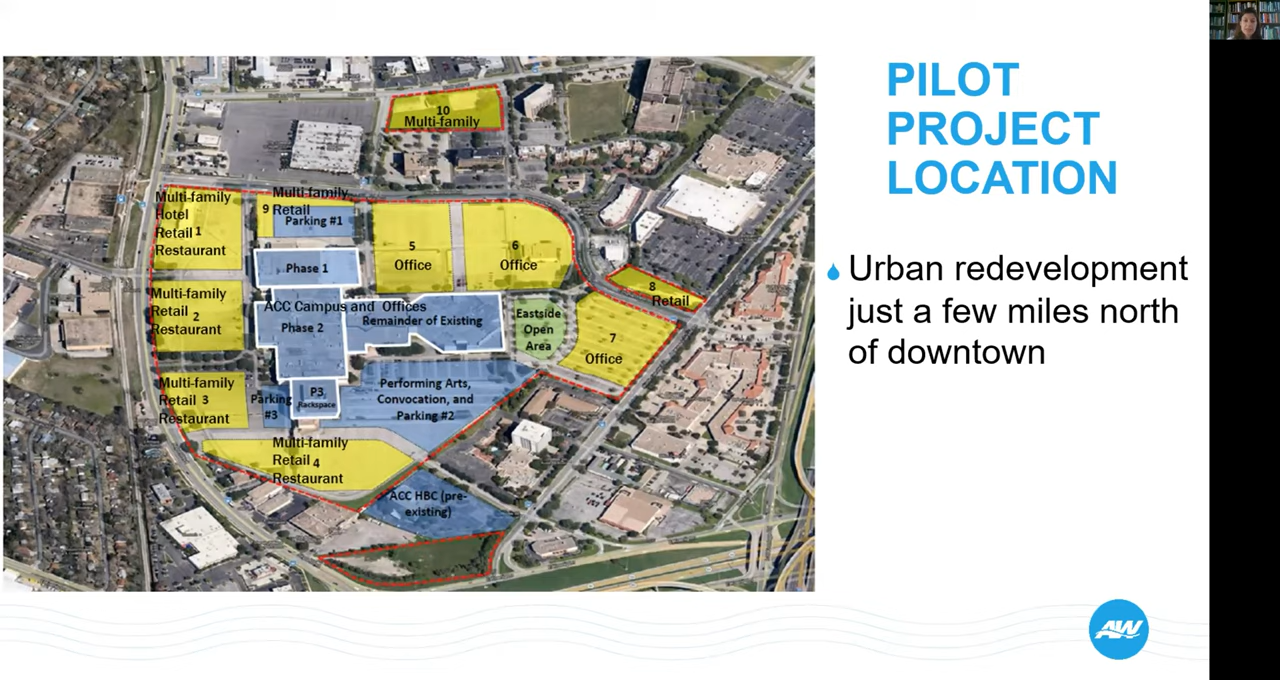 PILOT
PROJECT
LOCATION
Urban redevelopment
just a few miles north
of downtown
10
Multi-family
Multi-family
Hotel
Retail 1
Restaurant
Multi-family
9 Retail
Parking #1
5
Office
6
Office
Phase 1
8
Retail
Multi-family
Retail 2
Restaurant
ACC Campus and Offices
Phase 2
Remainder of Existing
Eastside
Open
Area
7
Office
Multi-family
Retail 3
Restaurant
Parking
#3
P3
Rackspace
Performing Arts,
Convocation, and
Parking #2
Multi-family
Retail 4
Restaurant
ACC HBC (pre-
existing)
AW